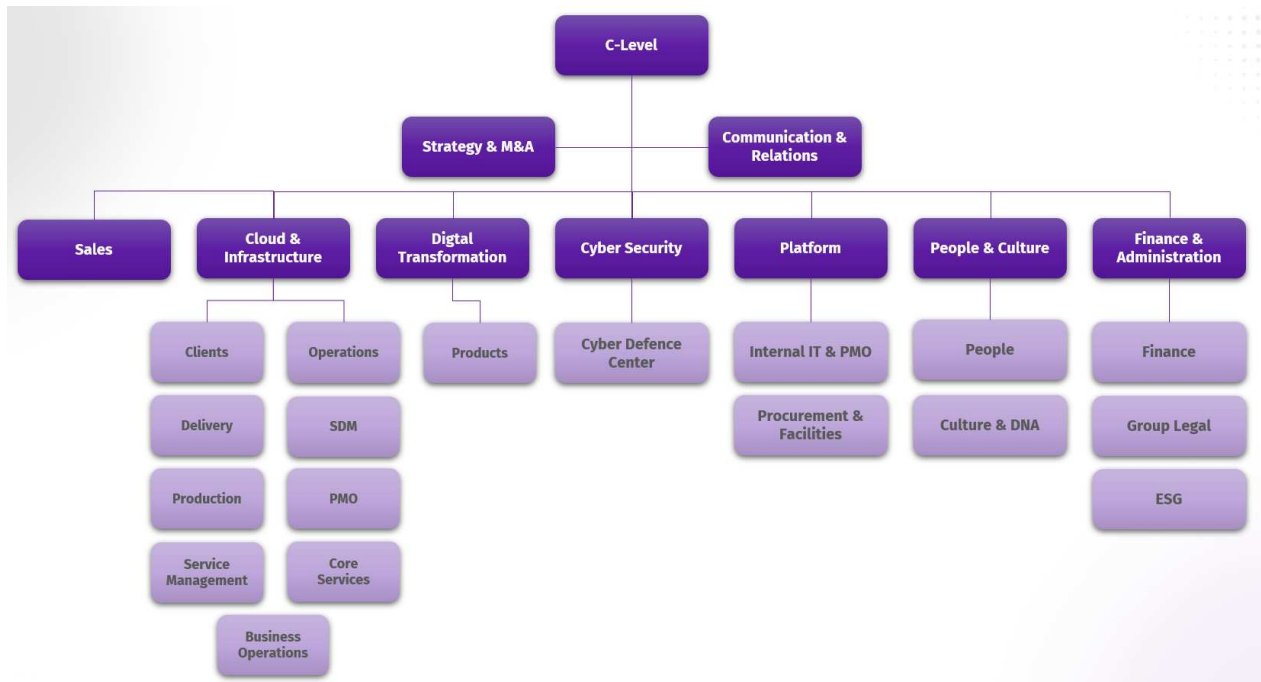 C-Level
Strategy & M&A
Communication &
Relations
Sales
Cloud &
Infrastructure
Digtal
Transformation
Cyber Security
Platform
People & Culture
Finance &
Administration
Clients
Operations
Products
Cyber Defence
Center
Internal IT & PMO
People
Finance
Delivery
SDM
Procurement &
Facilities
Culture & DNA
Group Legal
Production
PMO
ESG
Service
Management
Core
Services
Business
Operations